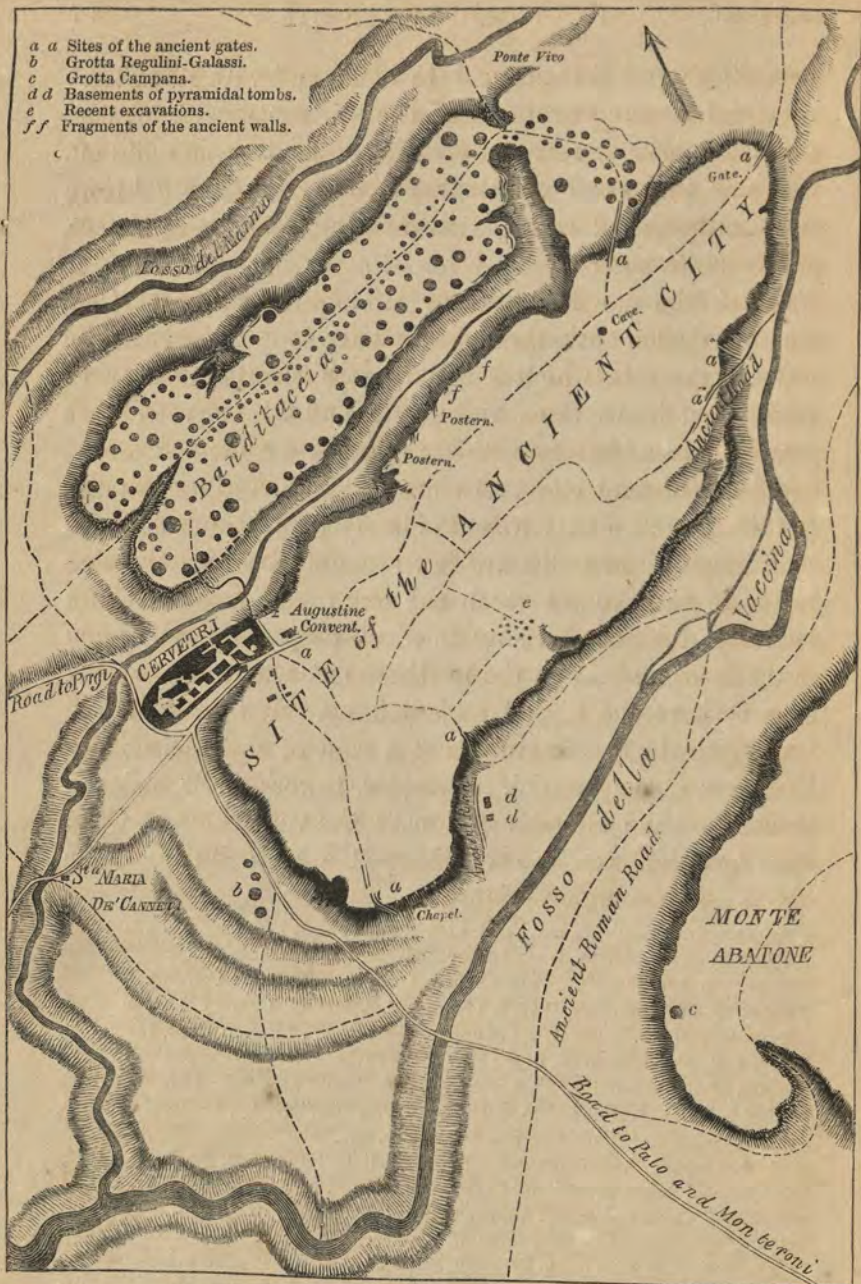 a a Sites of the ancient gates.
b Grotta Regulini-Galassi.
c Grotta Campana.
d d Basements of pyramidal tombs.
e Recent excavations.
f f Fragments of the ancient walls.
Ponte Vivo
a
Gate.
Fosso del Marmo
a
Cave.
a
a
Ancient Road
f
f
Postern.
Postern.
Banditaccia
SITE of the ANCIENT CITY
e
Vaccina
Augustine
Convent.
a
CERVETRI
Road to Pyrgi
a
d
d
Ancient Road
Fosso della
Sta MARIA
DE' CANNETI
b
a
Chapel.
Ancient Roman Road.
MONTE
ABATONE
c
Road to Palo and Monteroni